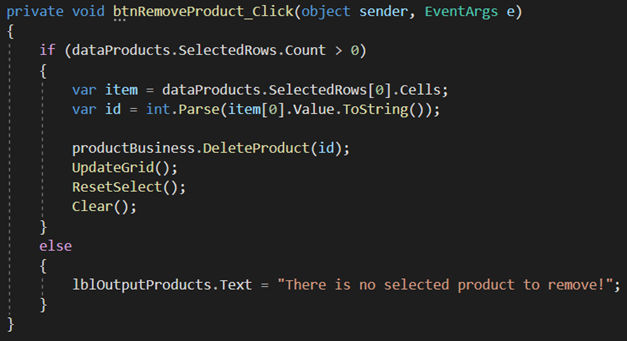 private void btnRemoveProduct_Click(object sender, EventArgs e)
{
if (dataProducts.SelectedRows.Count > 0)
{
var item = dataProducts.SelectedRows[0].Cells;
var id = int.Parse(item[0].Value.ToString());
productBusiness.DeleteProduct(id);
UpdateGrid();
ResetSelect();
Clear();
}
else
{
lblOutputProducts.Text = "There is no selected product to remove!";
}
}